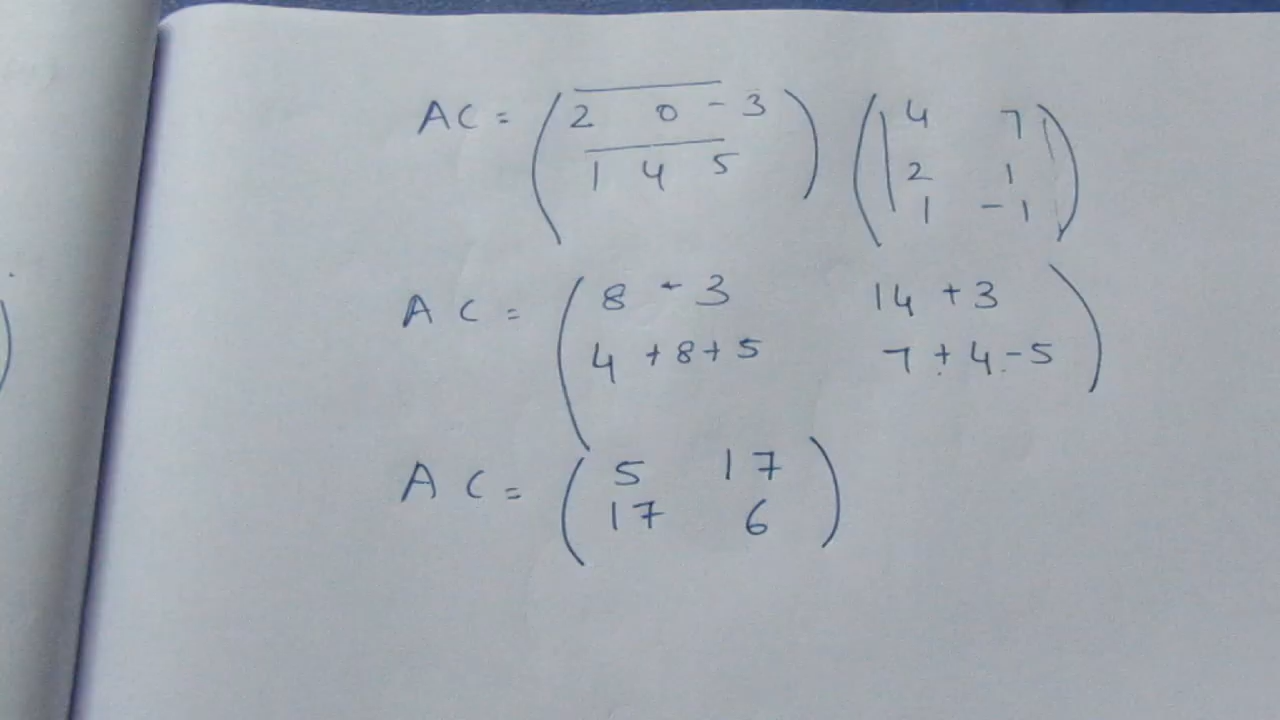 AC = ( 2 0 -3 ) ( 4 7 )
1 4 5 2 1
1 -1
AC = ( 8 - 3 14 + 3 )
4 + 8 + 5 7 + 4 - 5
AC = ( 5 17 )
17 6